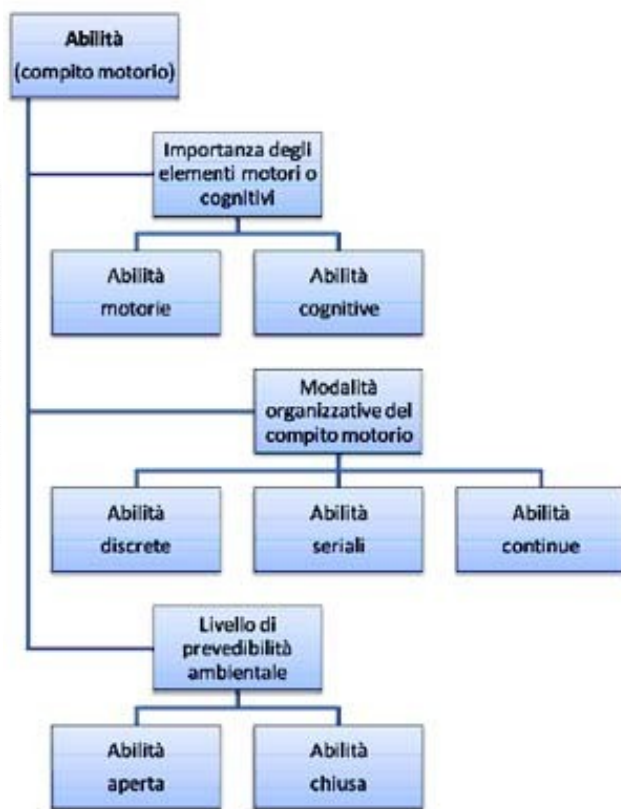 Abilità
(compito motorio)
Importanza degli
elementi motori o
cognitivi
Abilità
motorie
Abilità
cognitive
Modalità
organizzative del
compito motorio
Abilità
discrete
Abilità
seriali
Abilità
continue
Livello di
prevedibilità
ambientale
Abilità
aperta
Abilità
chiusa